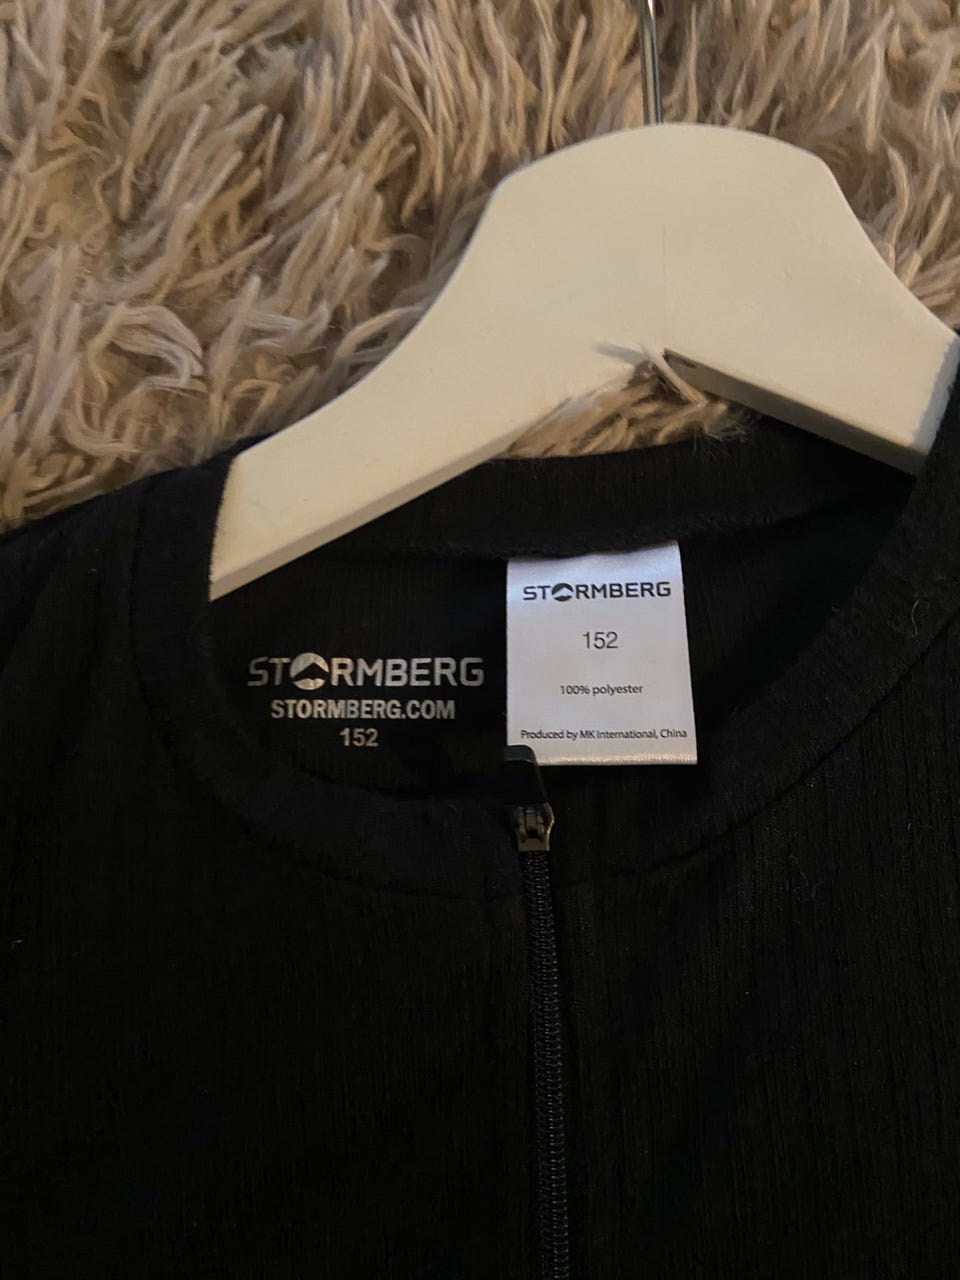 STORMBERG
STORMBERG.COM
152
STORMBERG
152
100% polyester
Produced by MK International, China